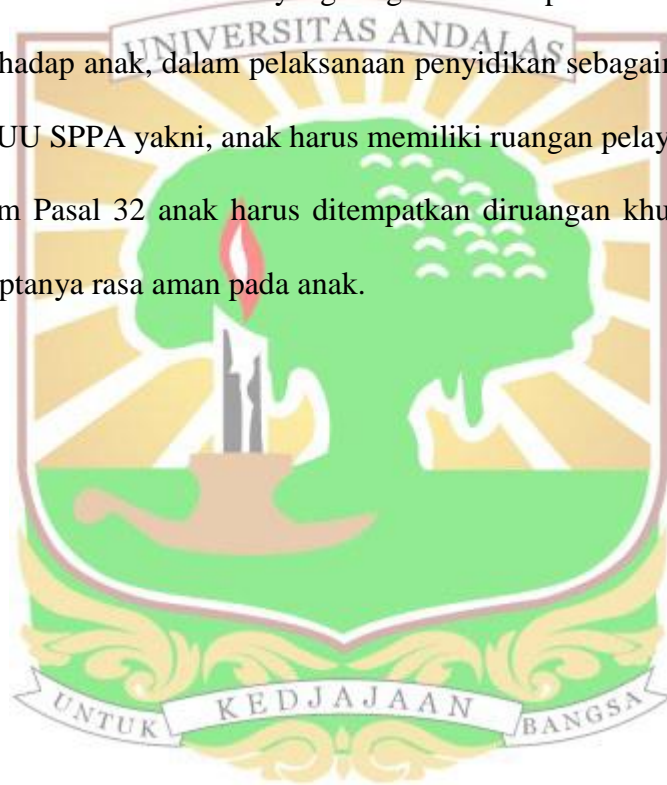 UNIVERSITAS ANDALAS
hadap anak, dalam pelaksanaan penyidikan sebagain
UU SPPA yakni, anak harus memiliki ruangan pelay
m Pasal 32 anak harus ditempatkan diruangan khu
ptanya rasa aman pada anak.
UNTUK KEDJAJAAN BANGSA